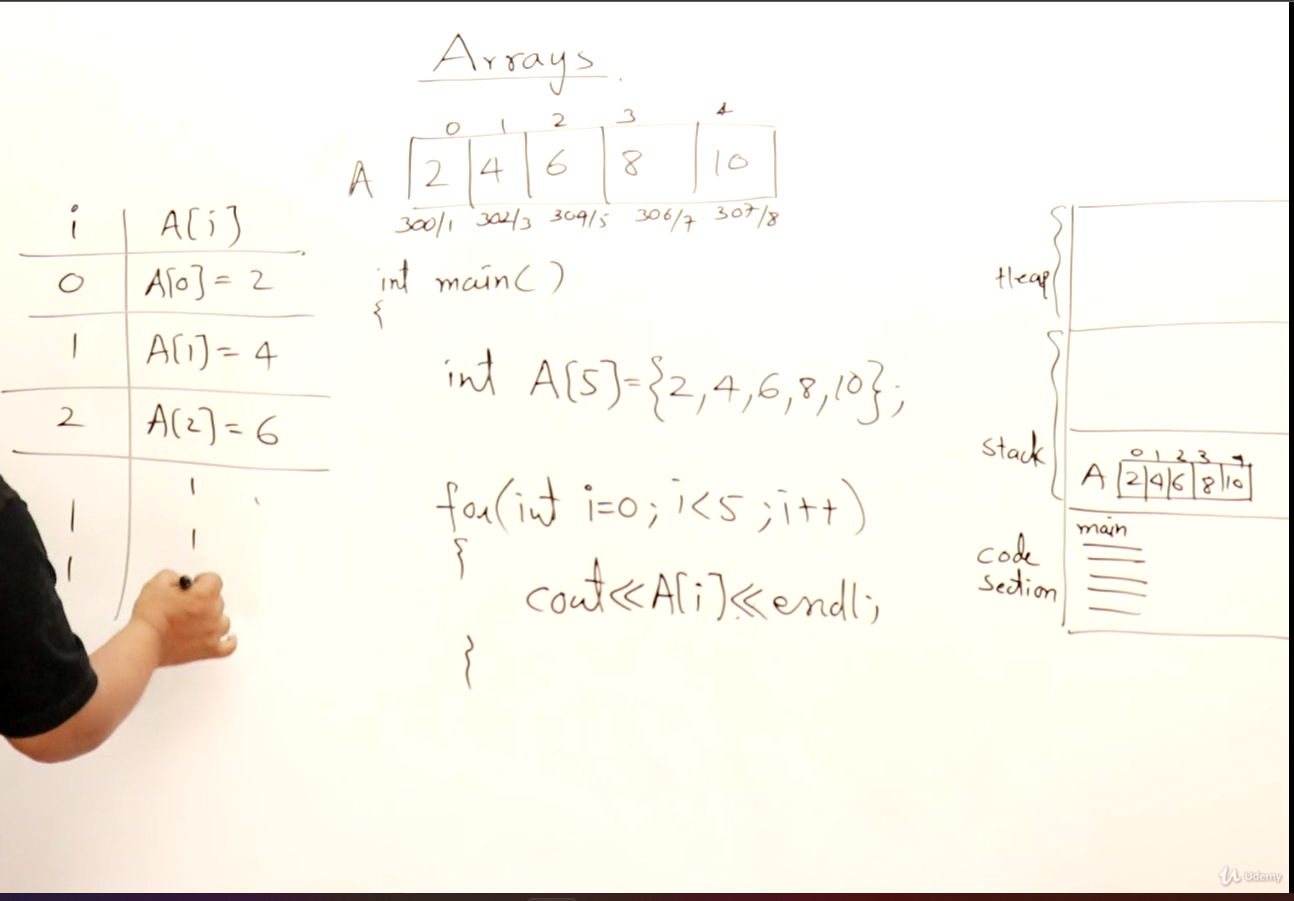 Arrays
0 1 2 3 4
A 2 4 6 8 10
300/1 302/3 304/5 306/7 307/8
i A[i]
0 A[0]=2
1 A[1]=4
2 A[2]=6
int main()
{
int A[5]={2,4,6,8,10};
for(int i=0; i<5; i++)
{
cout<<A[i]<<endl;
}
Heap
Stack
0 1 2 3 4
A 2 4 6 8 10
code
section
main
Udemy